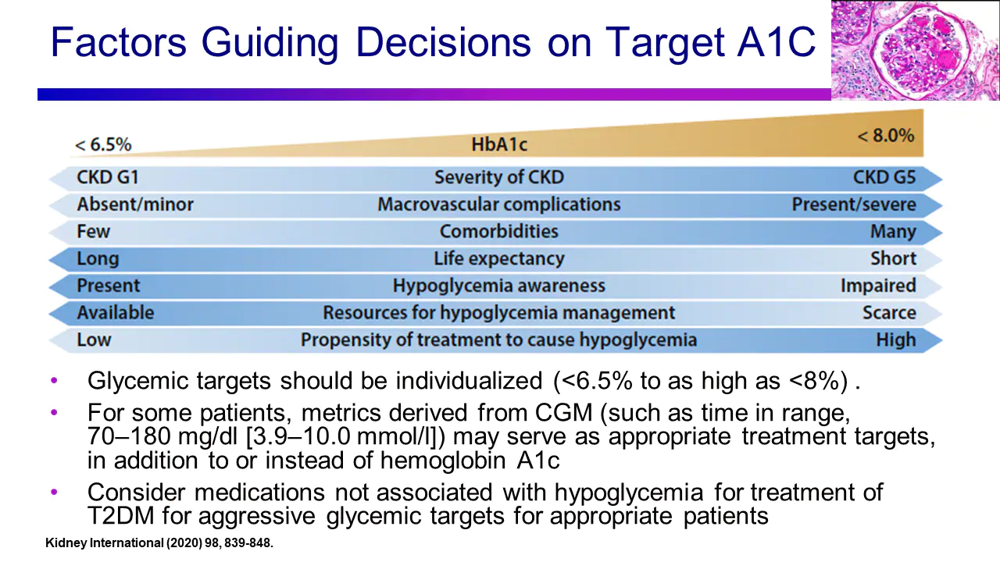 Factors Guiding Decisions on Target A1C
< 6.5% HbA1c < 8.0%
CKD G1 Severity of CKD CKD G5
Absent/minor Macrovascular complications Present/severe
Few Comorbidities Many
Long Life expectancy Short
Present Hypoglycemia awareness Impaired
Available Resources for hypoglycemia management Scarce
Low Propensity of treatment to cause hypoglycemia High
• Glycemic targets should be individualized (<6.5% to as high as <8%) .
• For some patients, metrics derived from CGM (such as time in range,
70–180 mg/dl [3.9–10.0 mmol/l]) may serve as appropriate treatment targets,
in addition to or instead of hemoglobin A1c
• Consider medications not associated with hypoglycemia for treatment of
T2DM for aggressive glycemic targets for appropriate patients
Kidney International (2020) 98, 839-848.